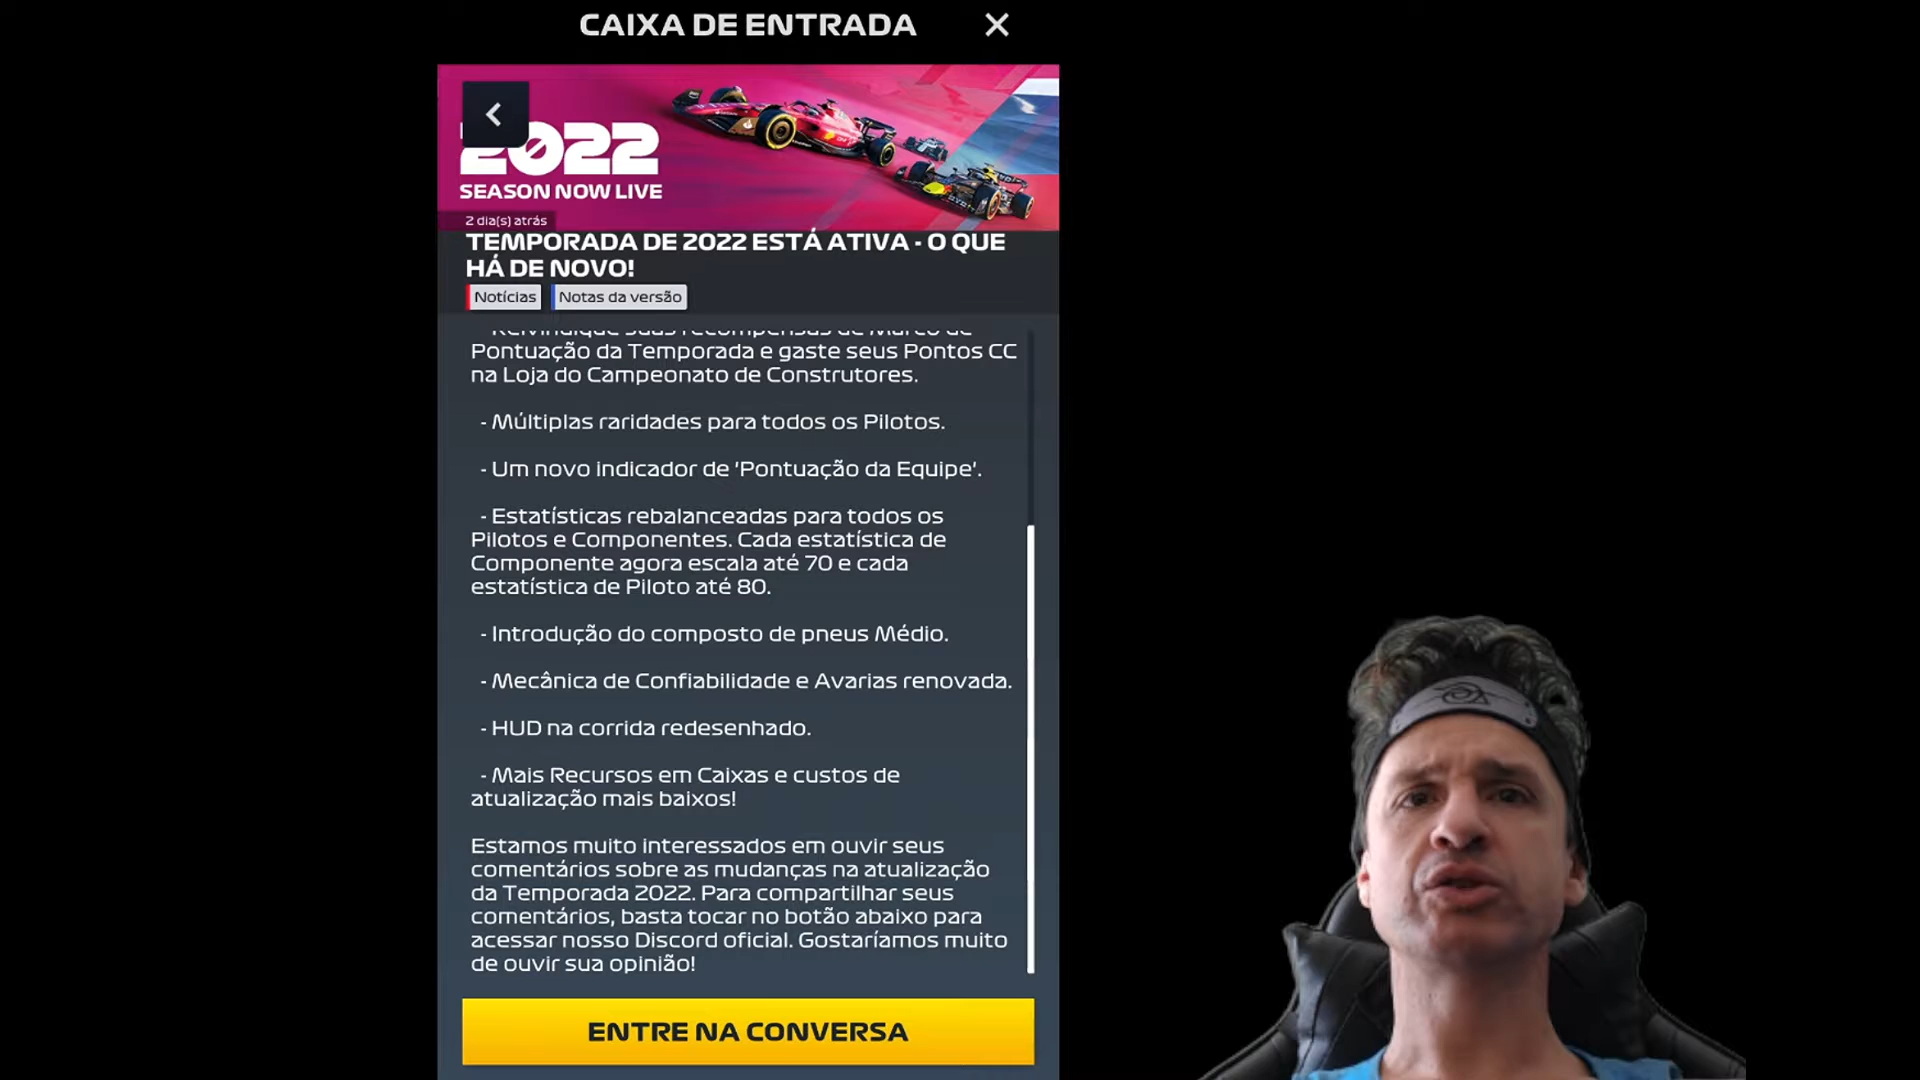 CAIXA DE ENTRADA
2022
SEASON NOW LIVE
2 dia(s) atrás
TEMPORADA DE 2022 ESTÁ ATIVA - O QUE
HÁ DE NOVO!
Notícias
Notas da versão
- Reivindique suas recompensas de Marco de
Pontuação da Temporada e gaste seus Pontos CC
na Loja do Campeonato de Construtores.
- Múltiplas raridades para todos os Pilotos.
- Um novo indicador de 'Pontuação da Equipe'.
- Estatísticas rebalanceadas para todos os
Pilotos e Componentes. Cada estatística de
Componente agora escala até 70 e cada
estatística de Piloto até 80.
- Introdução do composto de pneus Médio.
- Mecânica de Confiabilidade e Avarias renovada.
- HUD na corrida redesenhado.
- Mais Recursos em Caixas e custos de
atualização mais baixos!
Estamos muito interessados em ouvir seus
comentários sobre as mudanças na atualização
da Temporada 2022. Para compartilhar seus
comentários, basta tocar no botão abaixo para
acessar nosso Discord oficial. Gostaríamos muito
de ouvir sua opinião!
ENTRE NA CONVERSA